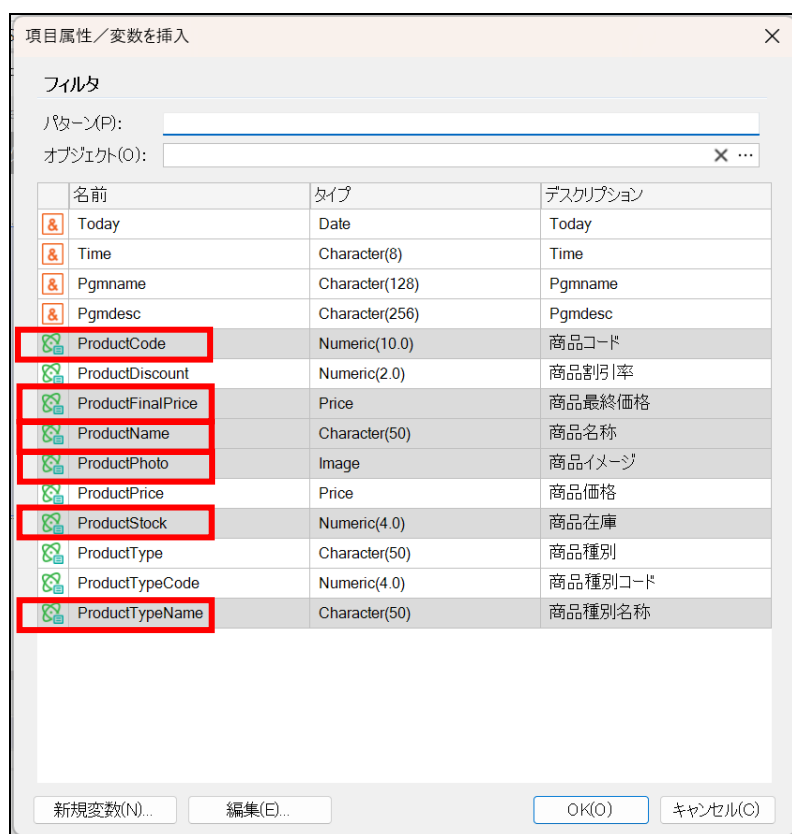 項目属性／変数を挿入
フィルタ
パターン(P):
オブジェクト(O):
名前 タイプ デスクリプション
& Today Date Today
& Time Character(8) Time
& Pgmname Character(128) Pgmname
& Pgmdesc Character(256) Pgmdesc
ProductCode Numeric(10.0) 商品コード
ProductDiscount Numeric(2.0) 商品割引率
ProductFinalPrice Price 商品最終価格
ProductName Character(50) 商品名称
ProductPhoto Image 商品イメージ
ProductPrice Price 商品価格
ProductStock Numeric(4.0) 商品在庫
ProductType Character(50) 商品種別
ProductTypeCode Numeric(4.0) 商品種別コード
ProductTypeName Character(50) 商品種別名称
新規変数(N)... 編集(E)... OK(O) キャンセル(C)